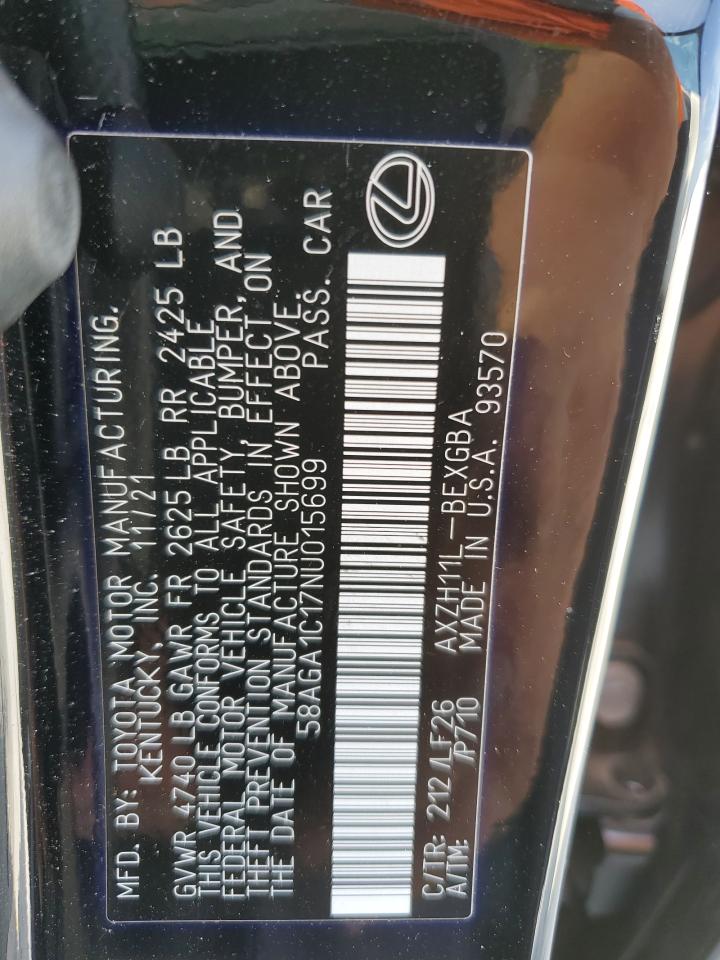 MFD. BY: TOYOTA MOTOR MANUFACTURING,
KENTUCKY, INC. 11/21
GVWR 4740 LB GAWR FR 2625 LB RR 2425 LB
THIS VEHICLE CONFORMS TO ALL APPLICABLE
FEDERAL MOTOR VEHICLE SAFETY, BUMPER, AND
THEFT PREVENTION STANDARDS IN EFFECT ON
THE DATE OF MANUFACTURE SHOWN ABOVE.
58AGA1C17NU015699 PASS. CAR
C/TR: 212 /LF26 AXZH11L-BEXGBA
A/TM: /P710 MADE IN U.S.A. 93570